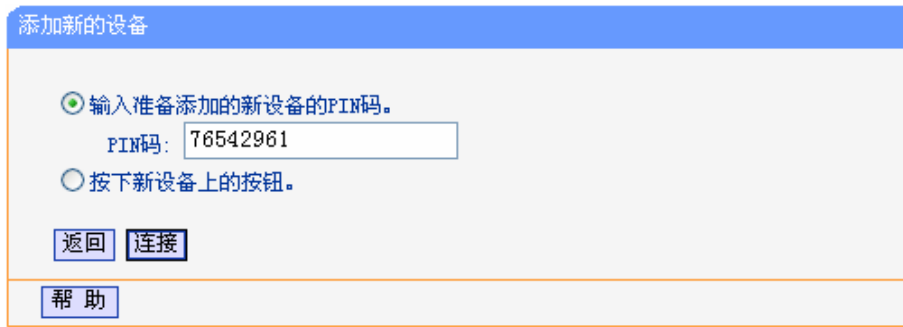 添加新的设备
输入准备添加的新设备的PIN码。
PIN码: 76542961
按下新设备上的按钮。
返回 连接
帮 助